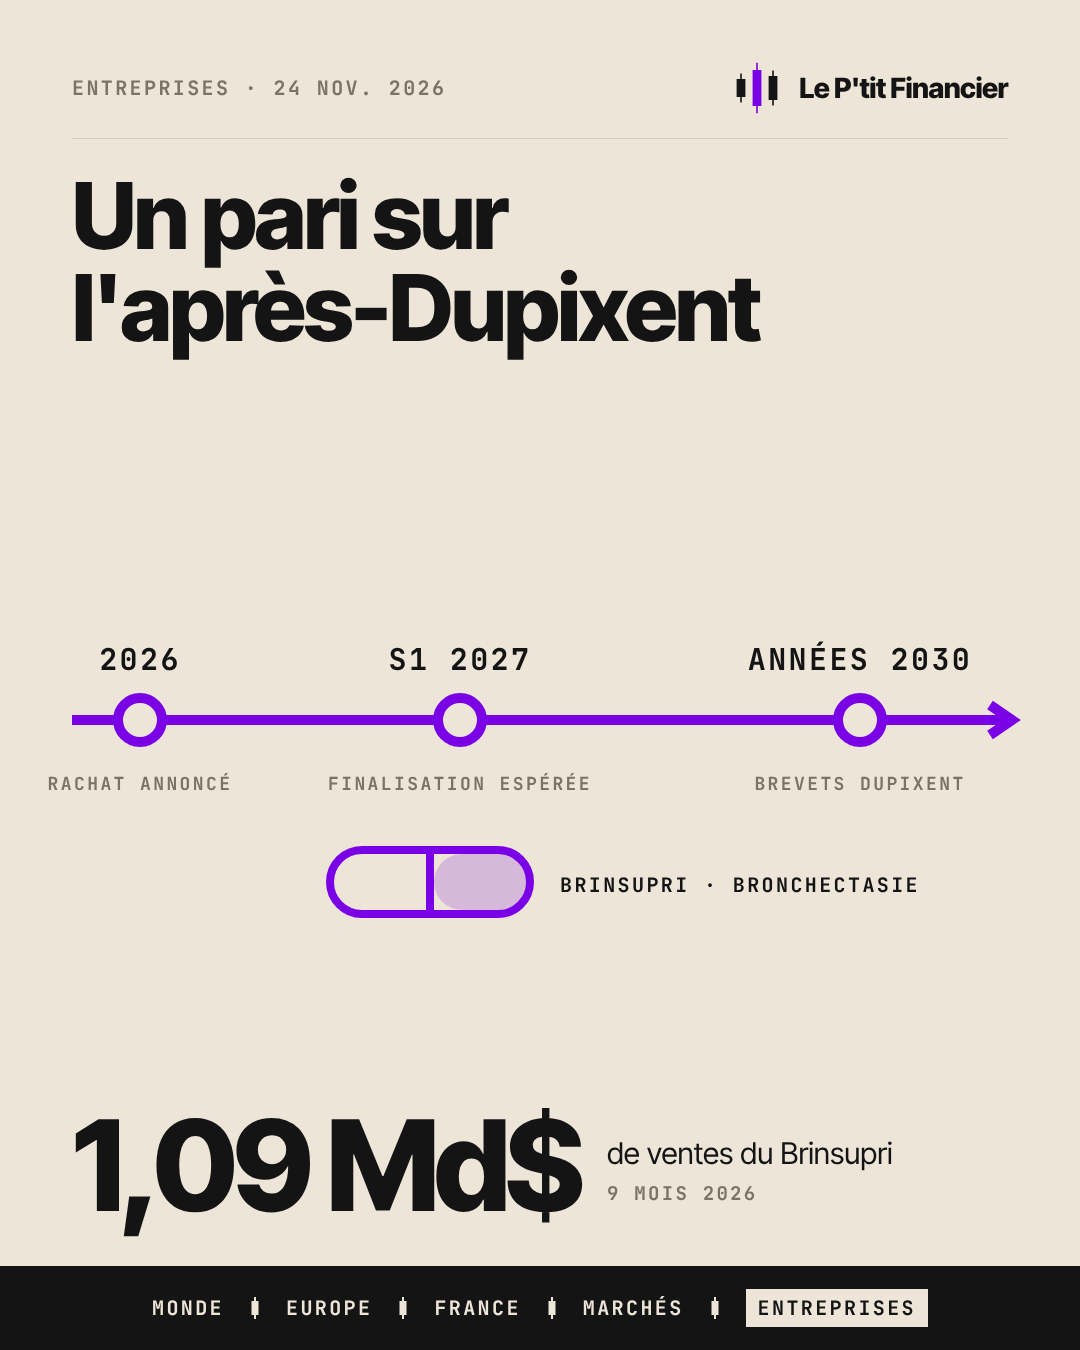 ENTREPRISES · 24 NOV. 2026
Le P'tit Financier
Un pari sur
l'après-Dupixent
2026
S1 2027
ANNÉES 2030
RACHAT ANNONCÉ
FINALISATION ESPÉRÉE
BREVETS DUPIXENT
BRINSUPRI · BRONCHECTASIE
1,09 Md$
de ventes du Brinsupri
9 MOIS 2026
MONDE EUROPE FRANCE MARCHÉS ENTREPRISES